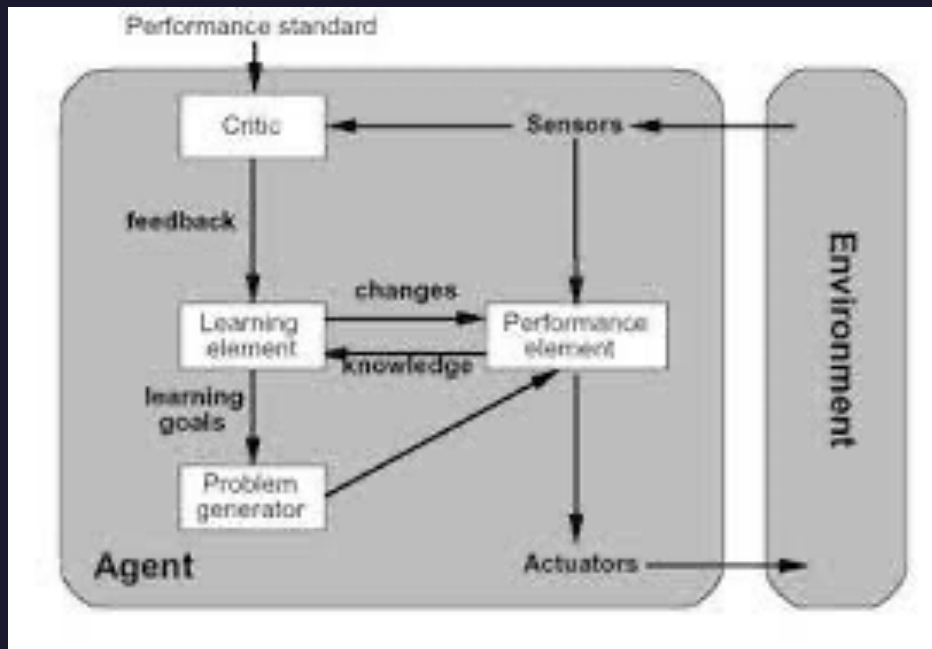 Performance standard
Critic
Sensors
feedback
changes
Learning
element
Performance
element
knowledge
learning
goals
Problem
generator
Agent
Actuators
Environment